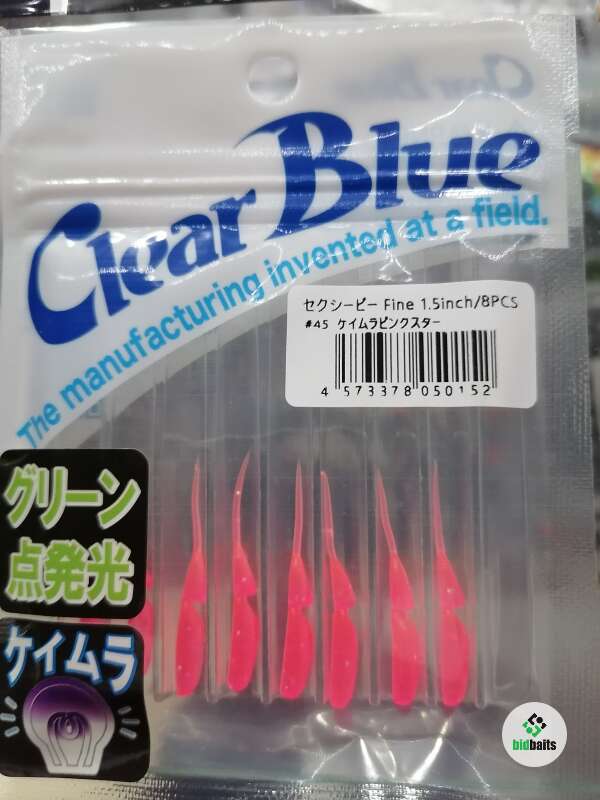 Clear Blue
The manufacturing invented at a field.
セクシービー Fine 1.5inch/8PCS
#45 ケイムラピンクスター
4 573378 050152
グリーン
点発光
ケイムラ
bidbaits